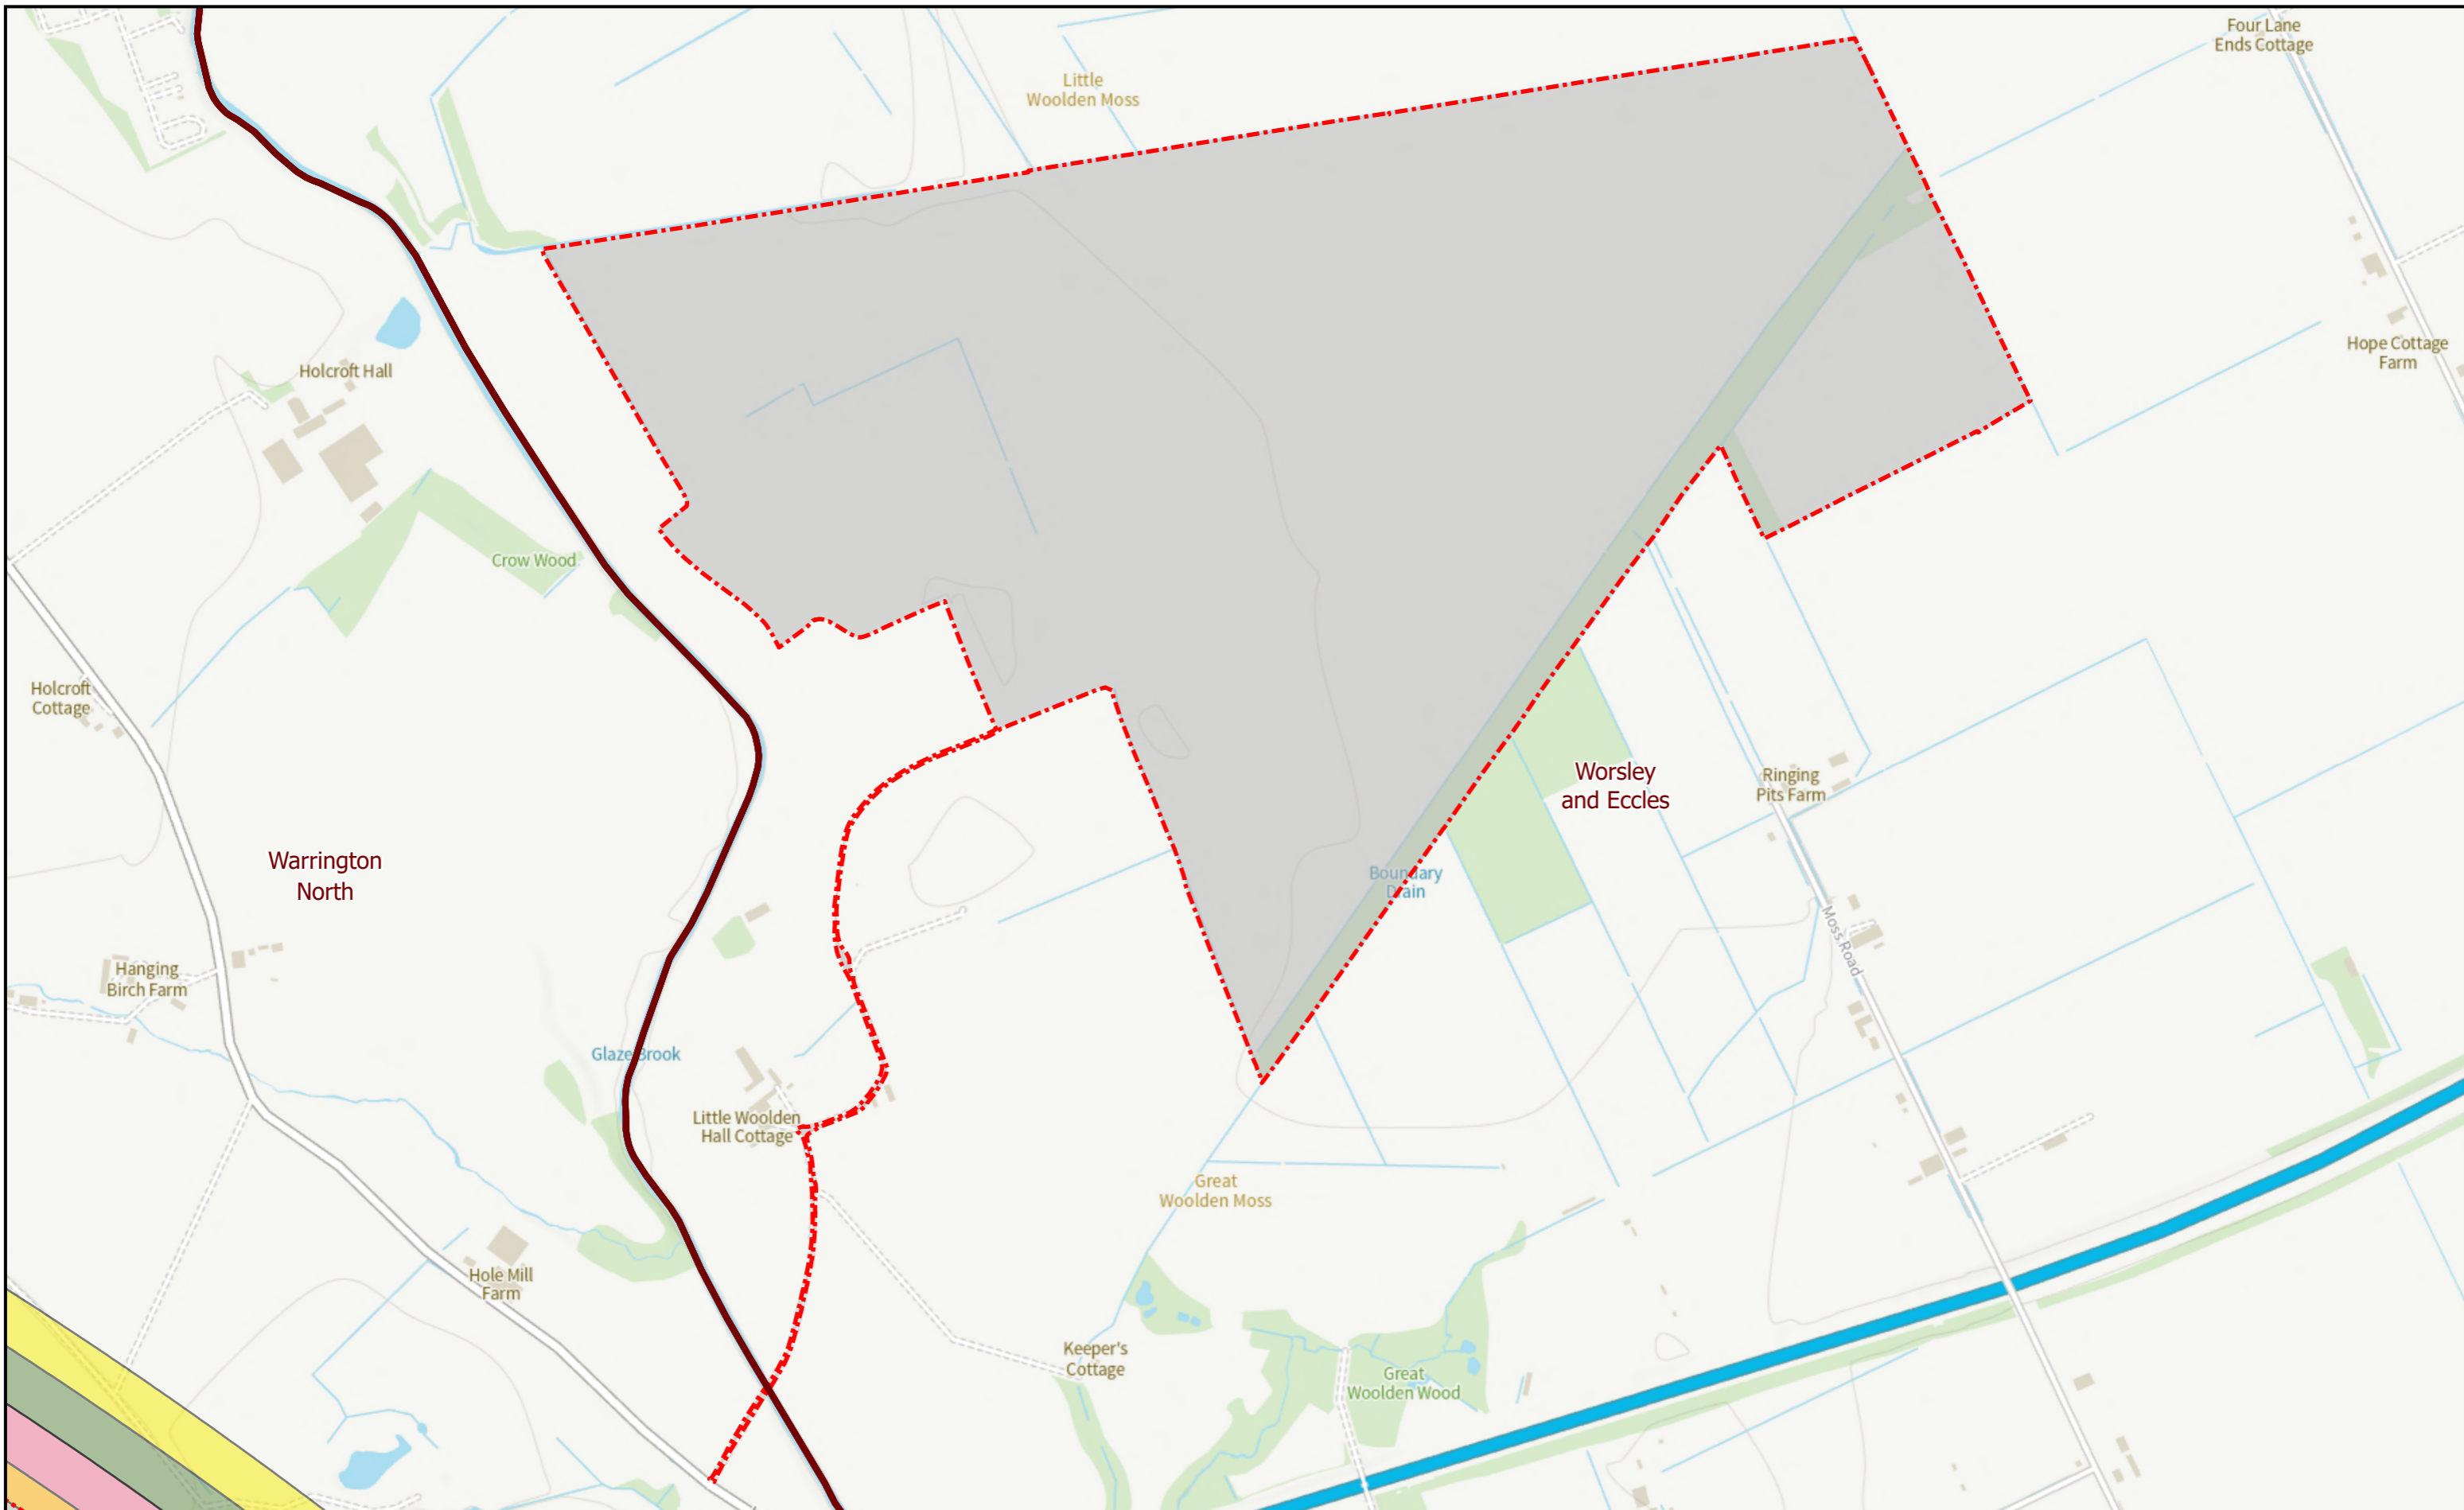 Four Lane
Ends Cottage
Little
Woolden Moss
Hope Cottage
Farm
Holcroft Hall
Crow Wood
Holcroft
Cottage
Worsley
and Eccles
Ringing
Pits Farm
Warrington
North
Boundary
Drain
Moss Road
Hanging
Birch Farm
Glaze Brook
Little Woolden
Hall Cottage
Great
Woolden Moss
Hole Mill
Farm
Keeper's
Cottage
Great
Woolden Wood